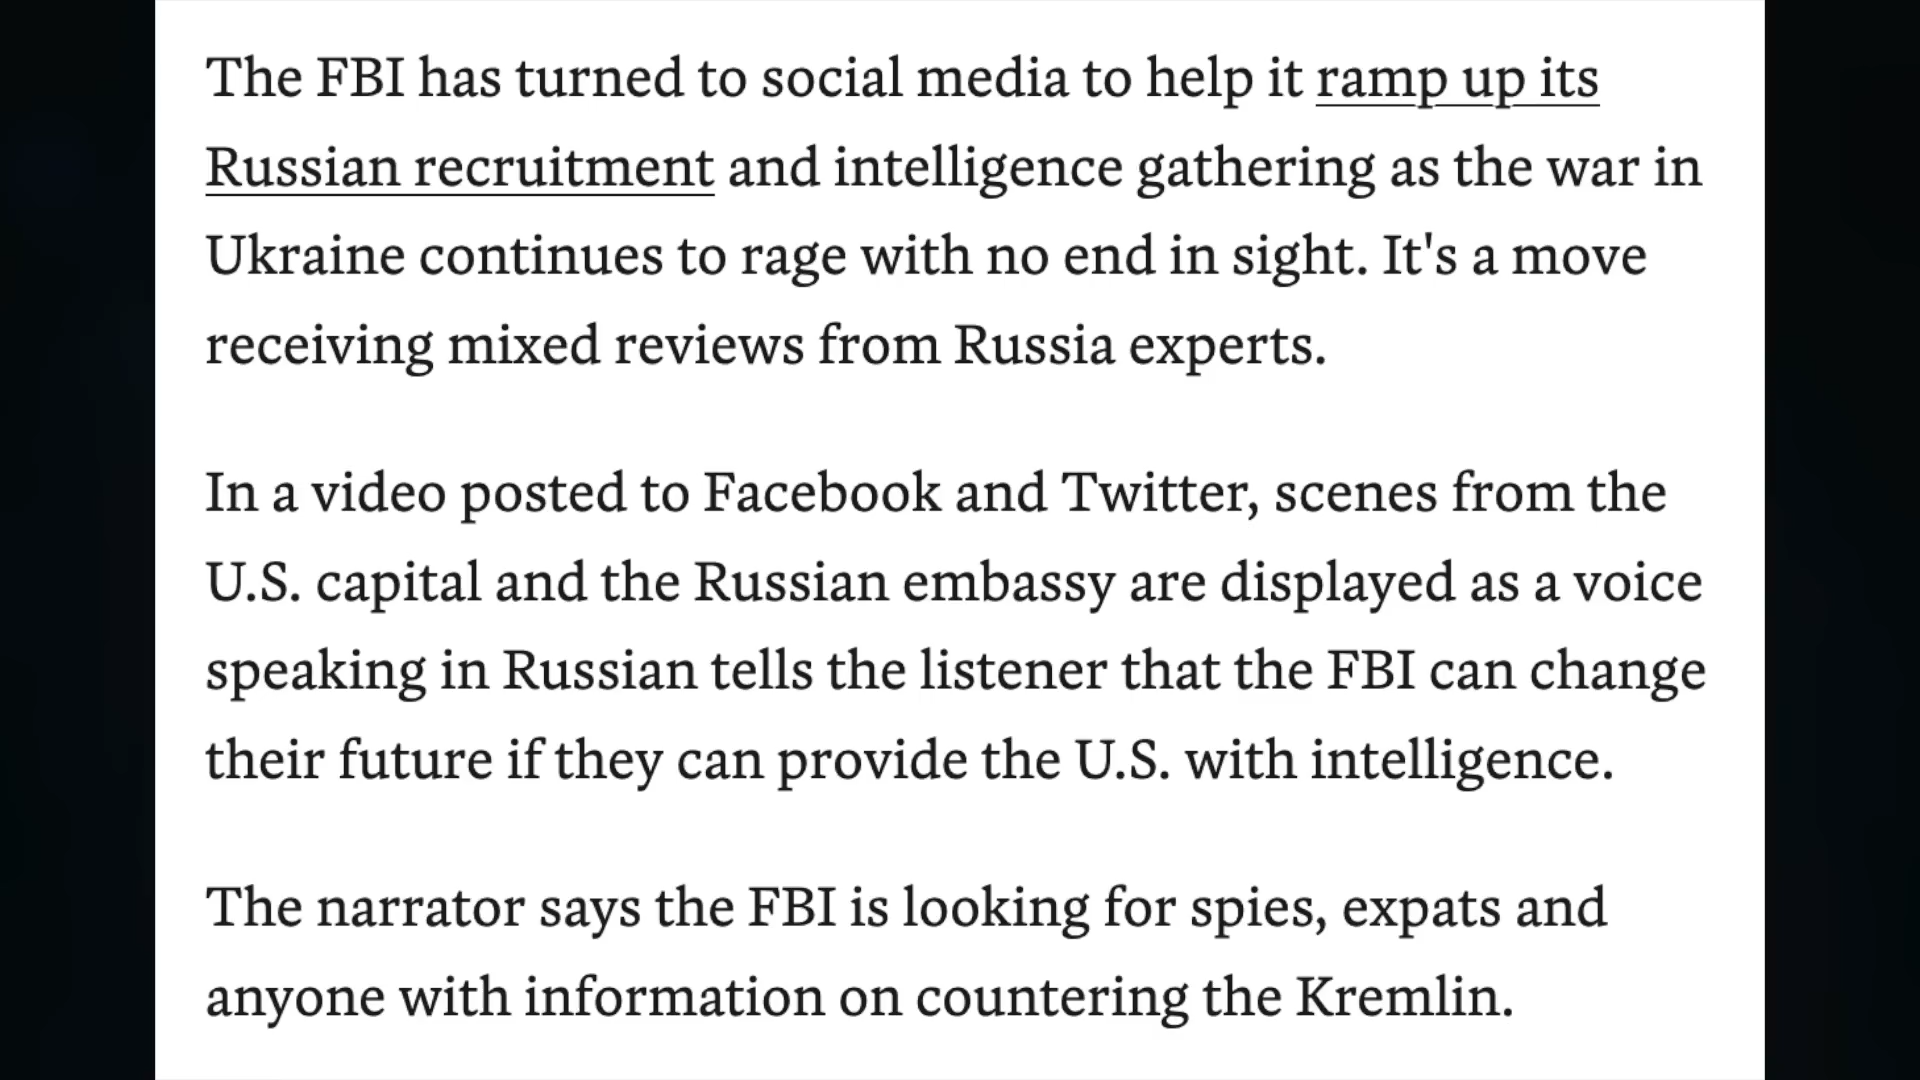 The FBI has turned to social media to help it ramp up its
Russian recruitment and intelligence gathering as the war in
Ukraine continues to rage with no end in sight. It's a move
receiving mixed reviews from Russia experts.
In a video posted to Facebook and Twitter, scenes from the
U.S. capital and the Russian embassy are displayed as a voice
speaking in Russian tells the listener that the FBI can change
their future if they can provide the U.S. with intelligence.
The narrator says the FBI is looking for spies, expats and
anyone with information on countering the Kremlin.